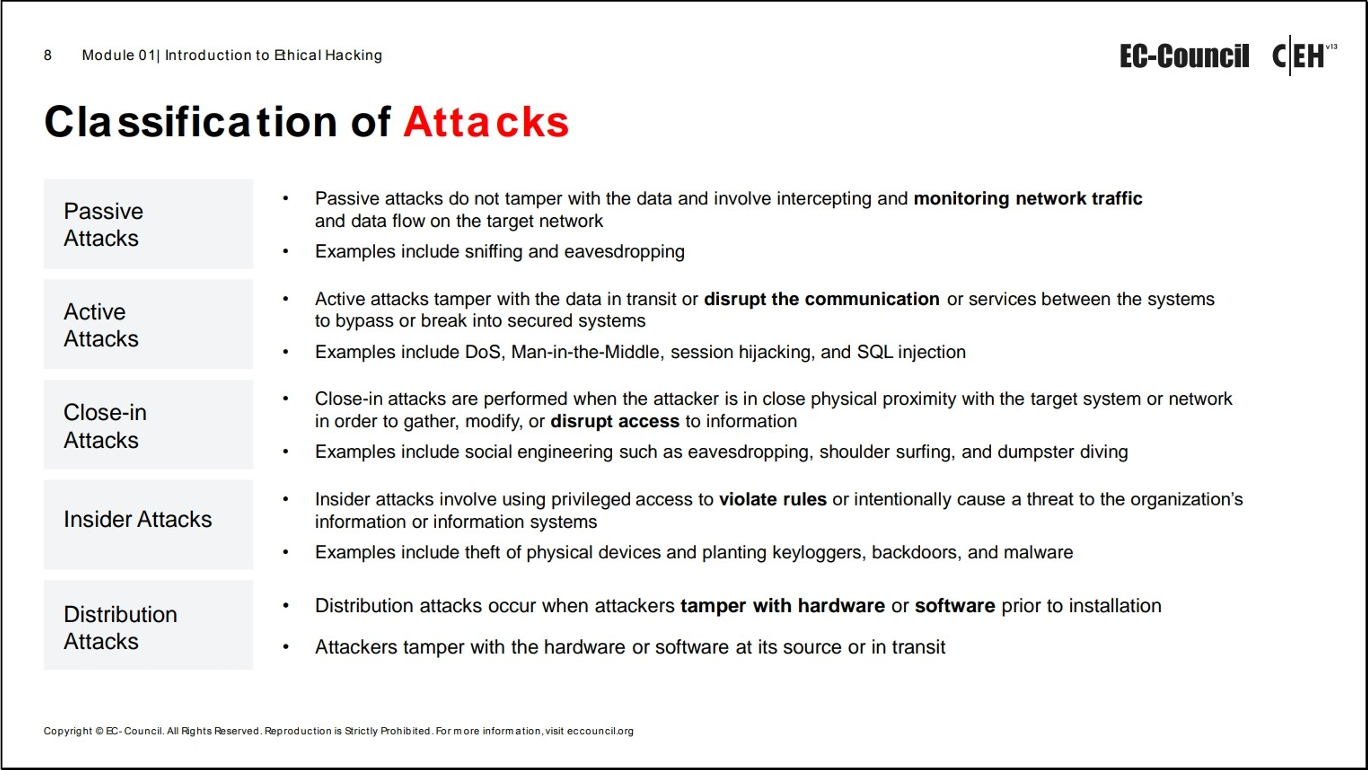 8 Module 01| Introduction to Ethical Hacking
EC-Council C|EH v13
Classification of Attacks
Passive
Attacks
• Passive attacks do not tamper with the data and involve intercepting and monitoring network traffic
and data flow on the target network
• Examples include sniffing and eavesdropping
Active
Attacks
• Active attacks tamper with the data in transit or disrupt the communication or services between the systems
to bypass or break into secured systems
• Examples include DoS, Man-in-the-Middle, session hijacking, and SQL injection
Close-in
Attacks
• Close-in attacks are performed when the attacker is in close physical proximity with the target system or network
in order to gather, modify, or disrupt access to information
• Examples include social engineering such as eavesdropping, shoulder surfing, and dumpster diving
Insider Attacks
• Insider attacks involve using privileged access to violate rules or intentionally cause a threat to the organization’s
information or information systems
• Examples include theft of physical devices and planting keyloggers, backdoors, and malware
Distribution
Attacks
• Distribution attacks occur when attackers tamper with hardware or software prior to installation
• Attackers tamper with the hardware or software at its source or in transit
Copyright © EC-Council. All Rights Reserved. Reproduction is Strictly Prohibited. For more information, visit eccouncil.org